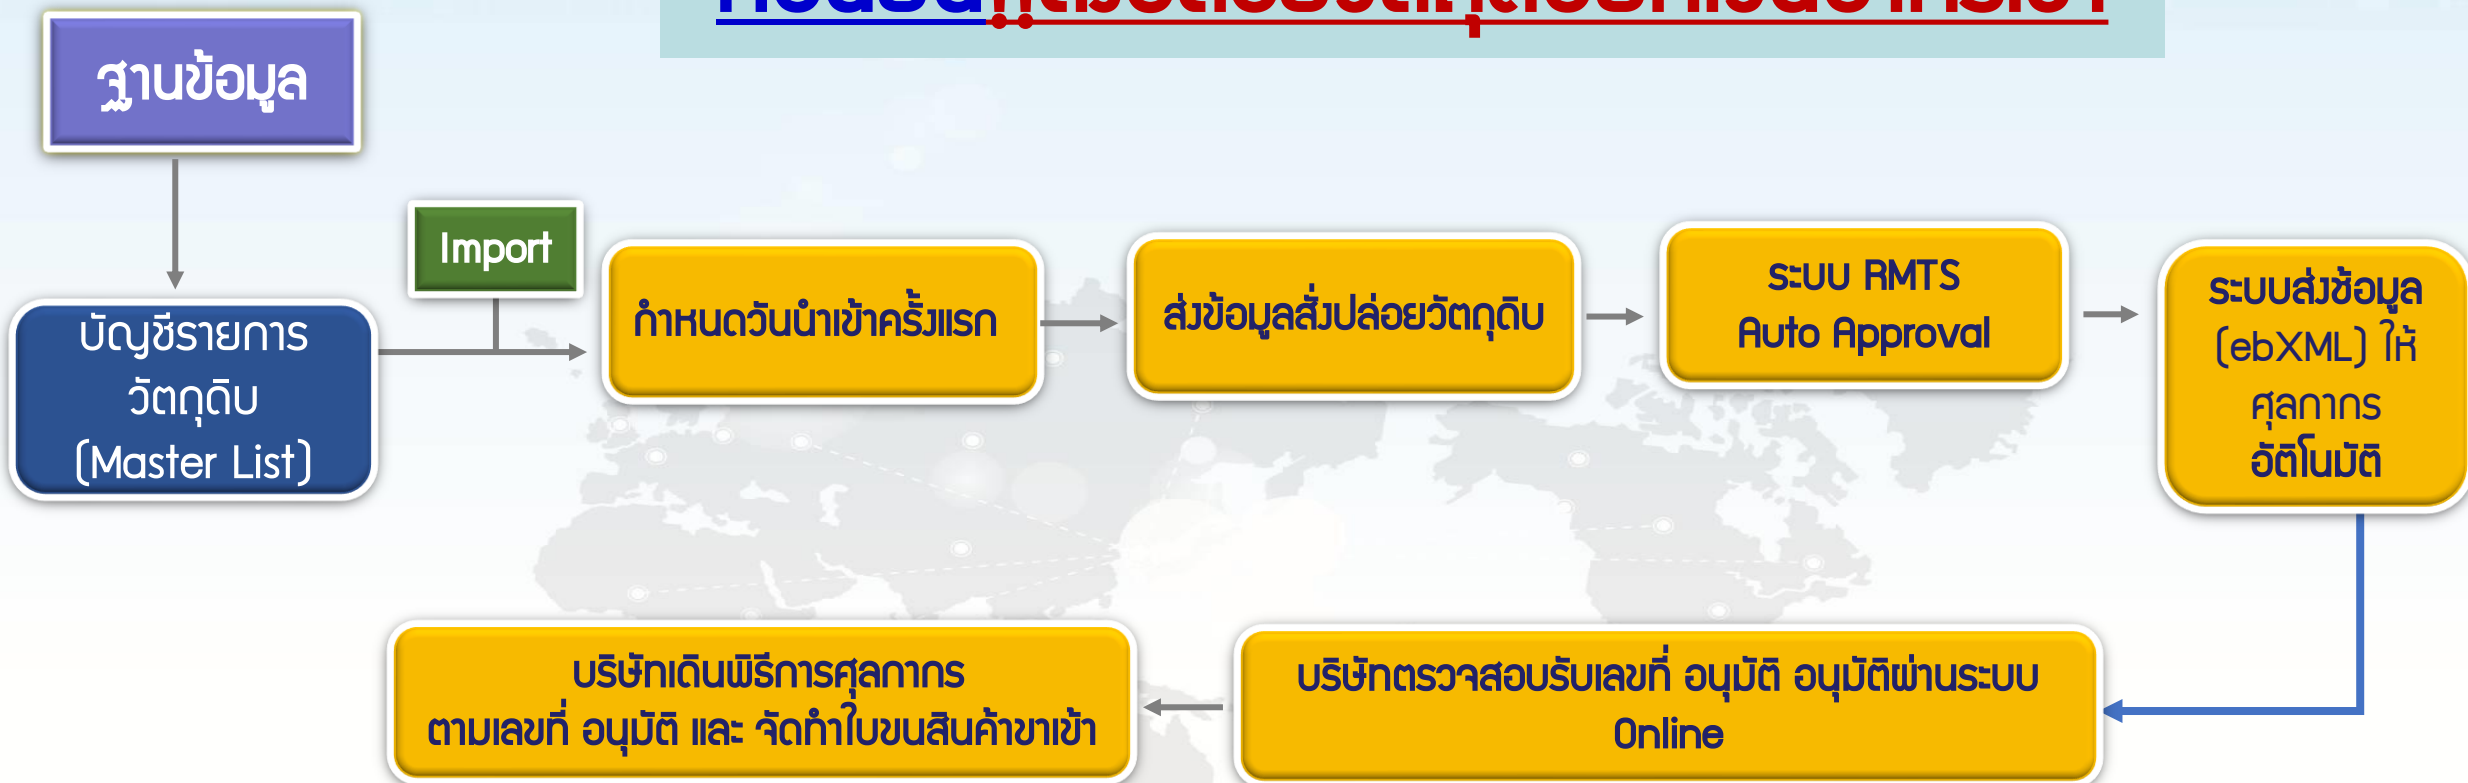 ฐานข้อมูล
Import
บัญชีรายการ
วัตถุดิบ
(Master List)
กำหนดวันนำเข้าครั้งแรก
ส่งข้อมูลสั่งปล่อยวัตถุดิบ
ระบบ RMTS
Auto Approval
ระบบส่งช้อมูล
(ebXML) ให้
ศุลกากร
อัติโนมัติ
บริษัทตรวจสอบรับเลขที่ อนุมัติ อนุมัติผ่านระบบ
Online
บริษัทเดินพิธีการศุลกากร
ตามเลขที่ อนุมัติ และ จัดทำใบขนสินค้าขาเข้า